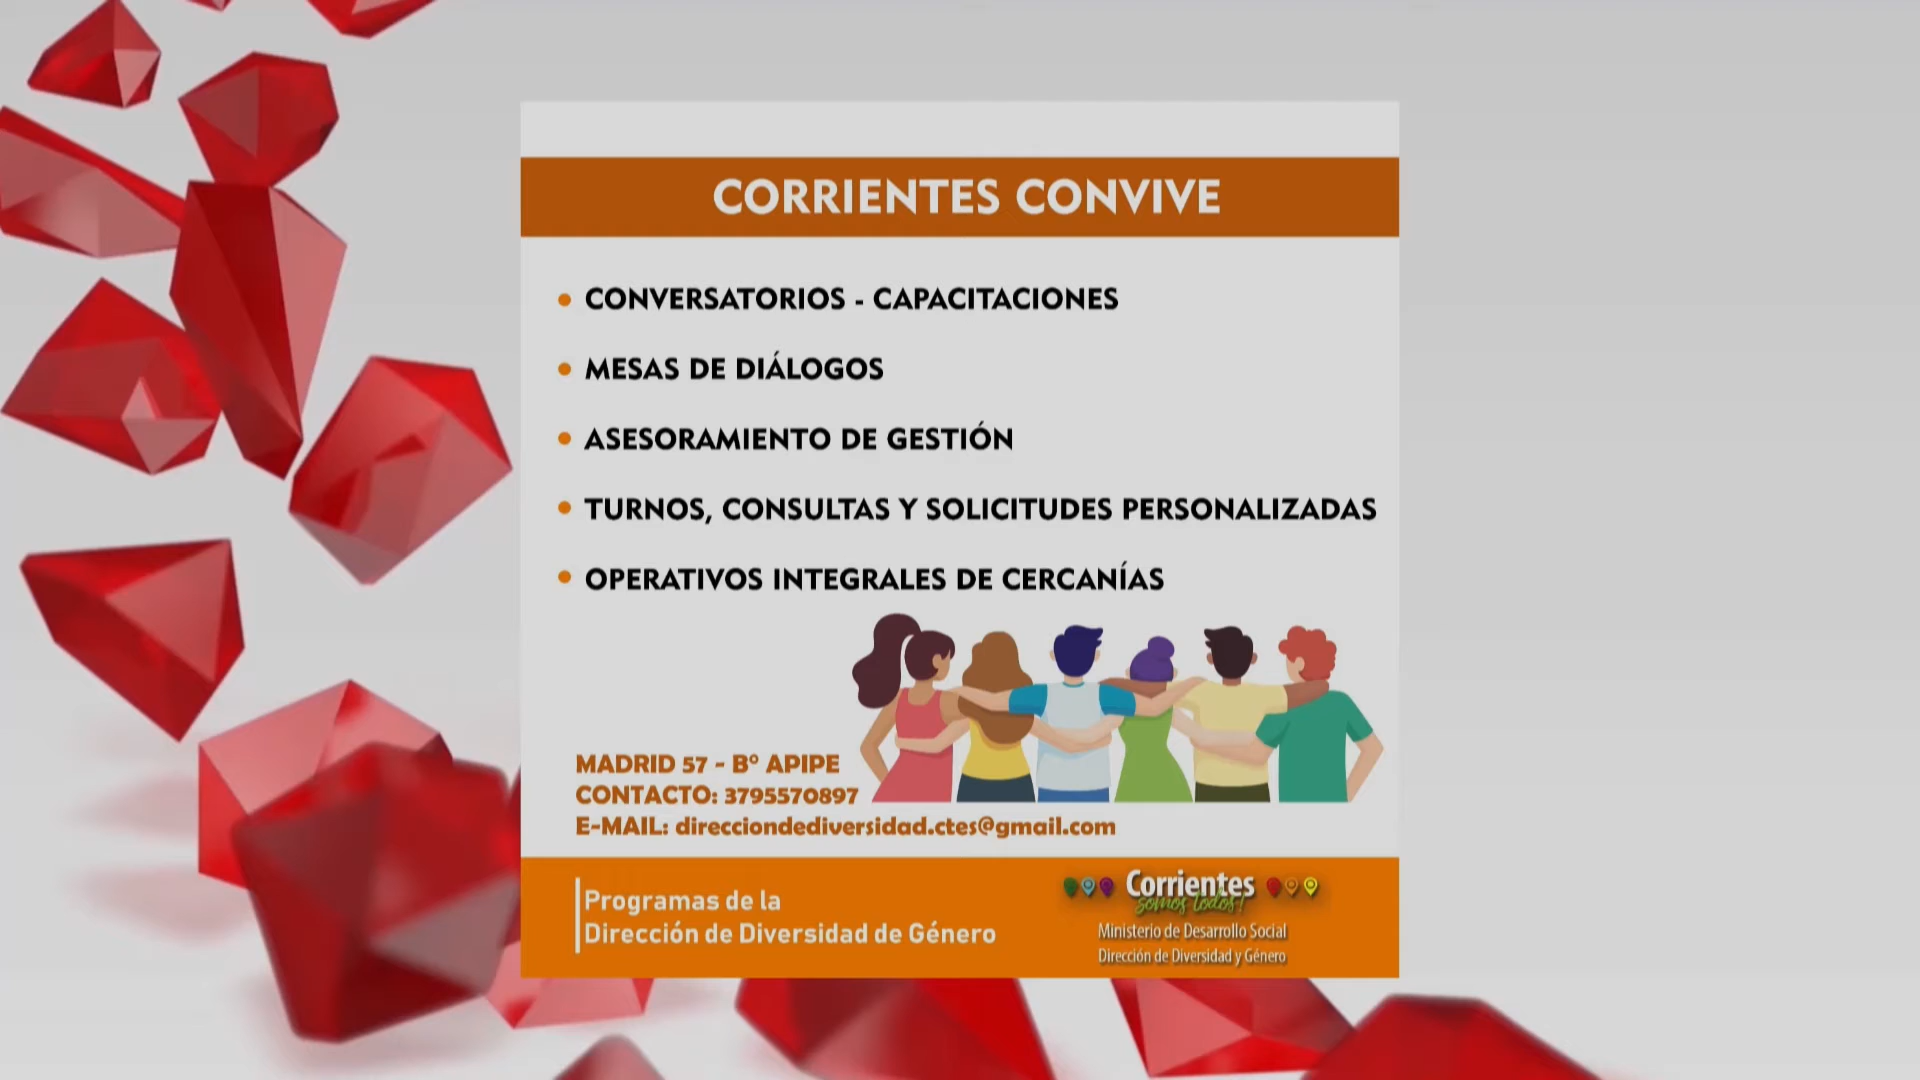 CORRIENTES CONVIVE
• CONVERSATORIOS - CAPACITACIONES
• MESAS DE DIÁLOGOS
• ASESORAMIENTO DE GESTIÓN
• TURNOS, CONSULTAS Y SOLICITUDES PERSONALIZADAS
• OPERATIVOS INTEGRALES DE CERCANÍAS
MADRID 57 - B° APIPE
CONTACTO: 3795570897
E-MAIL: direcciondediversidad.ctes@gmail.com
Programas de la
Dirección de Diversidad de Género
Corrientes
somos todos!
Ministerio de Desarrollo Social
Dirección de Diversidad y Género